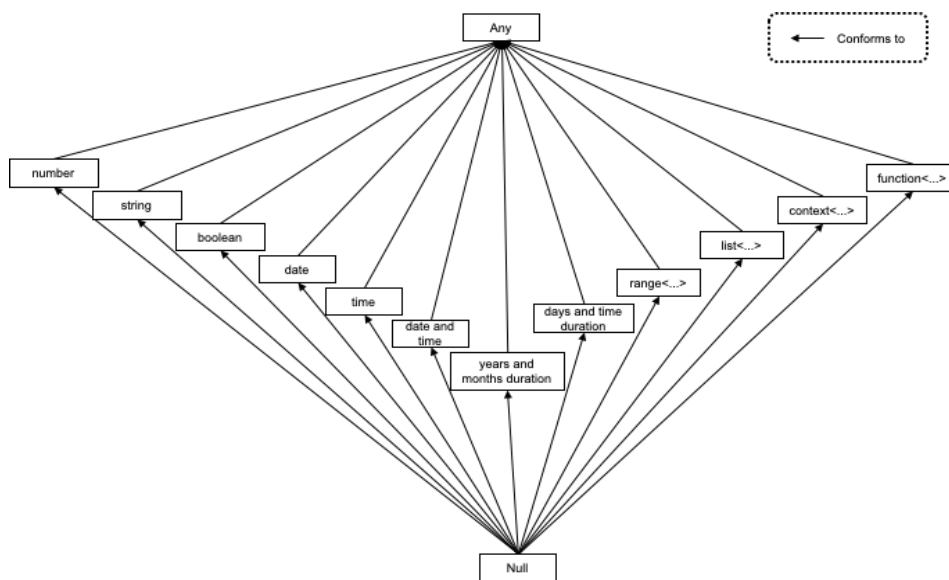 Any
Conforms to
number
function<...>
string
context<...>
boolean
list<...>
date
range<...>
time
days and time
duration
date and
time
years and
months duration
Null